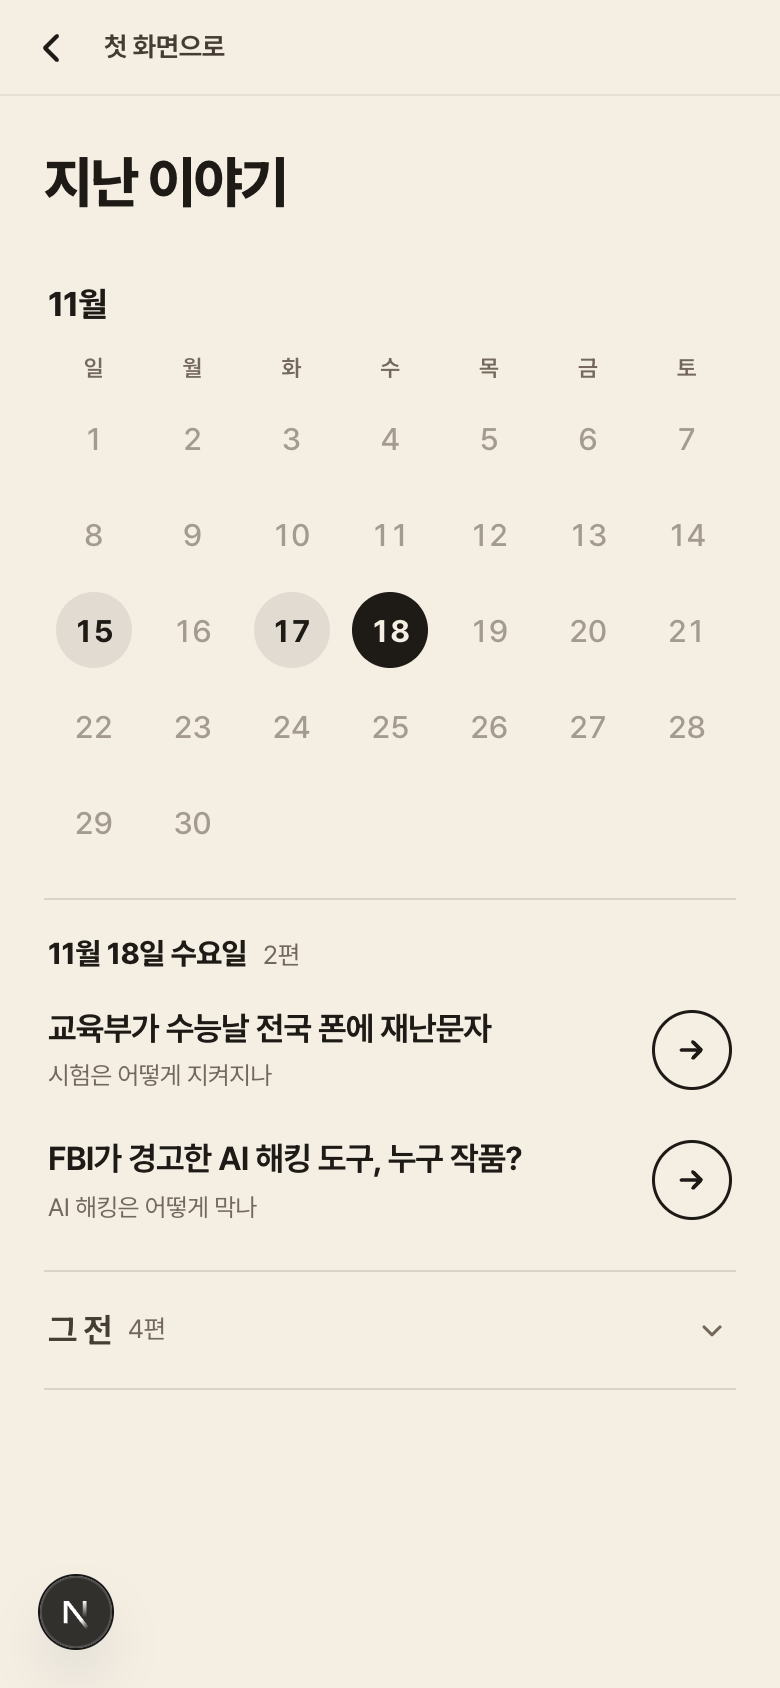 첫 화면으로
지난 이야기
11월
일 월 화 수 목 금 토
1 2 3 4 5 6 7
8 9 10 11 12 13 14
15 16 17 18 19 20 21
22 23 24 25 26 27 28
29 30
11월 18일 수요일 2편
교육부가 수능날 전국 폰에 재난문자
시험은 어떻게 지켜지나
FBI가 경고한 AI 해킹 도구, 누구 작품?
AI 해킹은 어떻게 막나
그 전 4편
N